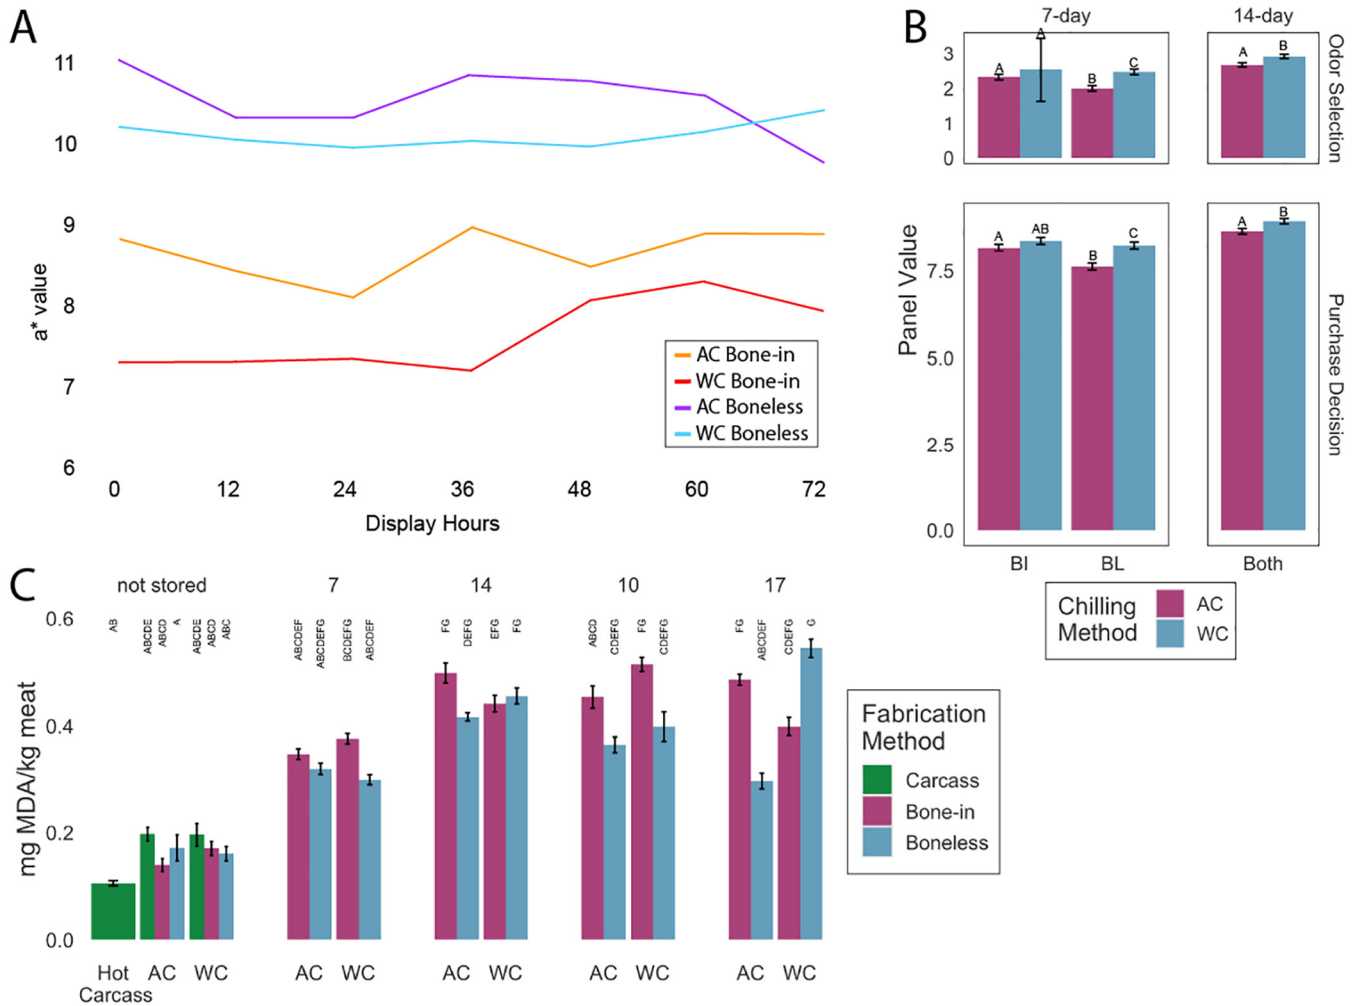 A
11
10
9
8
7
6
a* value
0 12 24 36 48 60 72
Display Hours
AC Bone-in
WC Bone-in
AC Boneless
WC Boneless
B
7-day 14-day
3
2
1
0
A A B C
A B
Odor Selection
Panel Value
7.5
5.0
2.5
0.0
A AB B C
A B
Purchase Decision
BI BL Both
Chilling
Method
AC
WC
C
not stored 7 14 10 17
0.6
0.4
0.2
0.0
mg MDA/kg meat
AB ABCDE ABCD A ABCDE ABCD ABC
ABCDEF ABCDEFG BCDEFG ABCDEF
FG DEFG EFG FG
ABCD CDEFG FG CDEFG
FG ABCDEF CDEFG G
Hot
Carcass
AC WC
AC WC
AC WC
AC WC
AC WC
Fabrication
Method
Carcass
Bone-in
Boneless